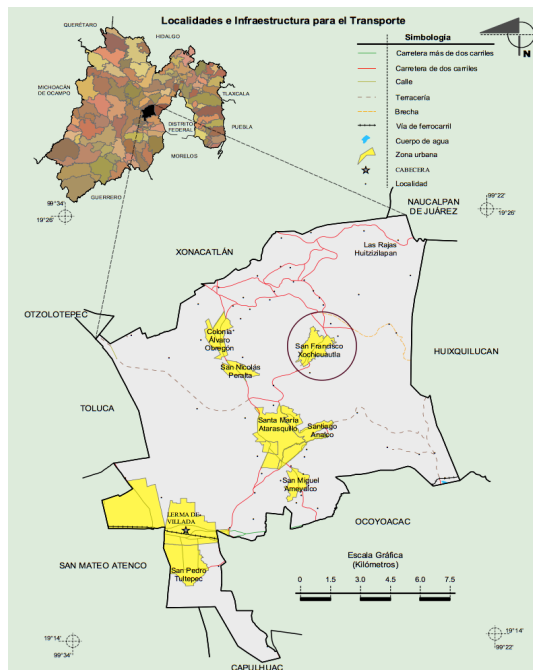 Localidades e Infraestructura para el Transporte
QUERÉTARO
HIDALGO
MICHOACÁN
DE OCAMPO
TLAXCALA
DISTRITO
FEDERAL
PUEBLA
MORELOS
GUERRERO
Simbología
Carretera más de dos carriles
Carretera de dos carriles
Calle
Terracería
Brecha
Vía de ferrocarril
Cuerpo de agua
Zona urbana
CABECERA
Localidad
N
99°34'
19°26'
99°22'
19°26'
NAUCALPAN
DE JUÁREZ
XONACATLÁN
Las Rajas
Huitzizilapan
OTZOLOTEPEC
Colonia
Álvaro
Obregón
San Francisco
Xochicuautla
HUIXQUILUCAN
San Nicolás
Peralta
TOLUCA
Santa María
Atarasquillo
Santiago
Analco
San Miguel
Ameyalco
LERMA DE
VILLADA
OCOYOACAC
SAN MATEO ATENCO
San Pedro
Tultepec
Escala Gráfica
(Kilómetros)
0 1.5 3.0 4.5 6.0 7.5
19°14'
99°34'
19°14'
99°22'
CAPULHUAC